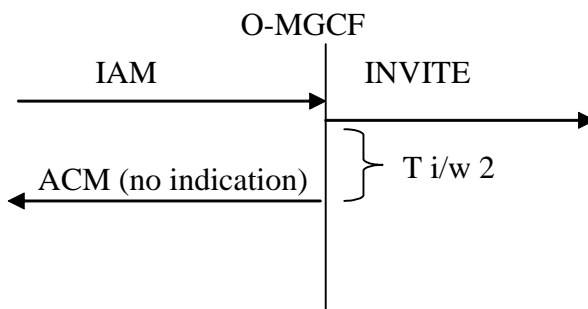 O-MGCF
IAM
INVITE
T i/w 2
ACM (no indication)